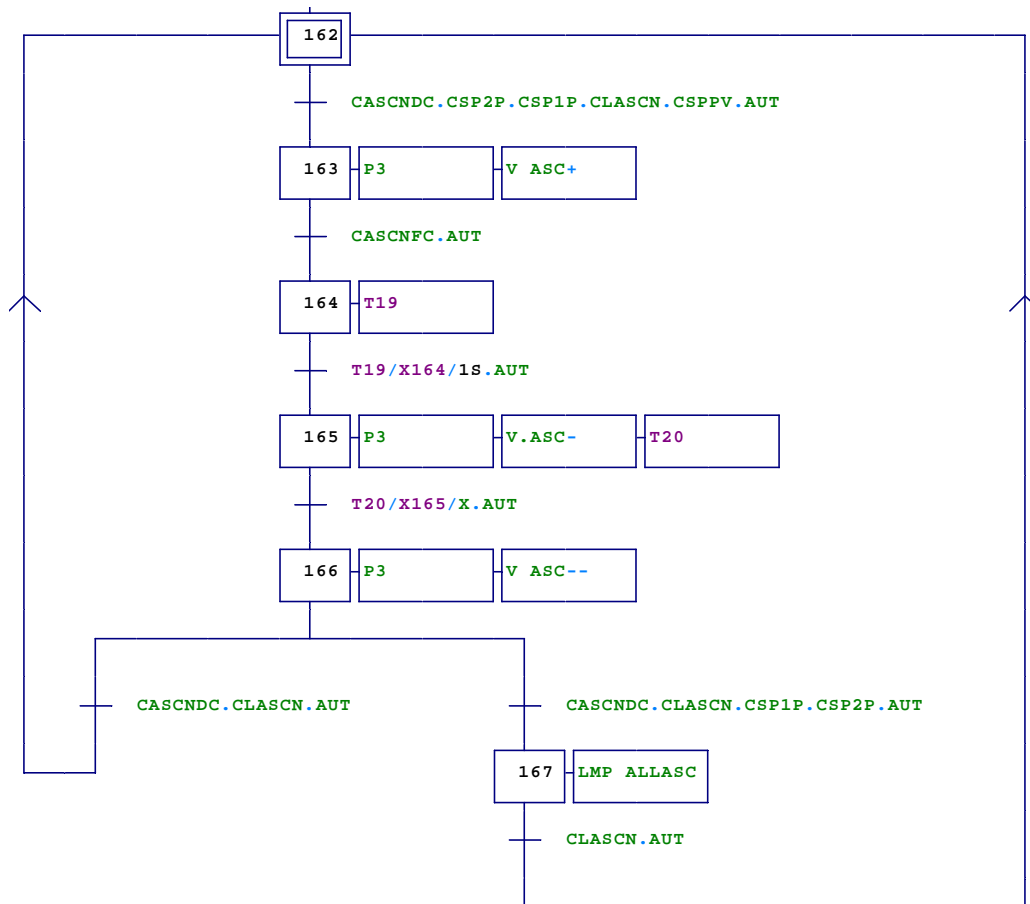 162
CASCNDC.CSP2P.CSP1P.CLASCN.CSPPV.AUT
163 P3 V ASC+
CASCNFC.AUT
164 T19
T19/X164/1S.AUT
165 P3 V.ASC- T20
T20/X165/X.AUT
166 P3 V ASC--
CASCNDC.CLASCN.AUT CASCNDC.CLASCN.CSP1P.CSP2P.AUT
167 LMP ALLASC
CLASCN.AUT